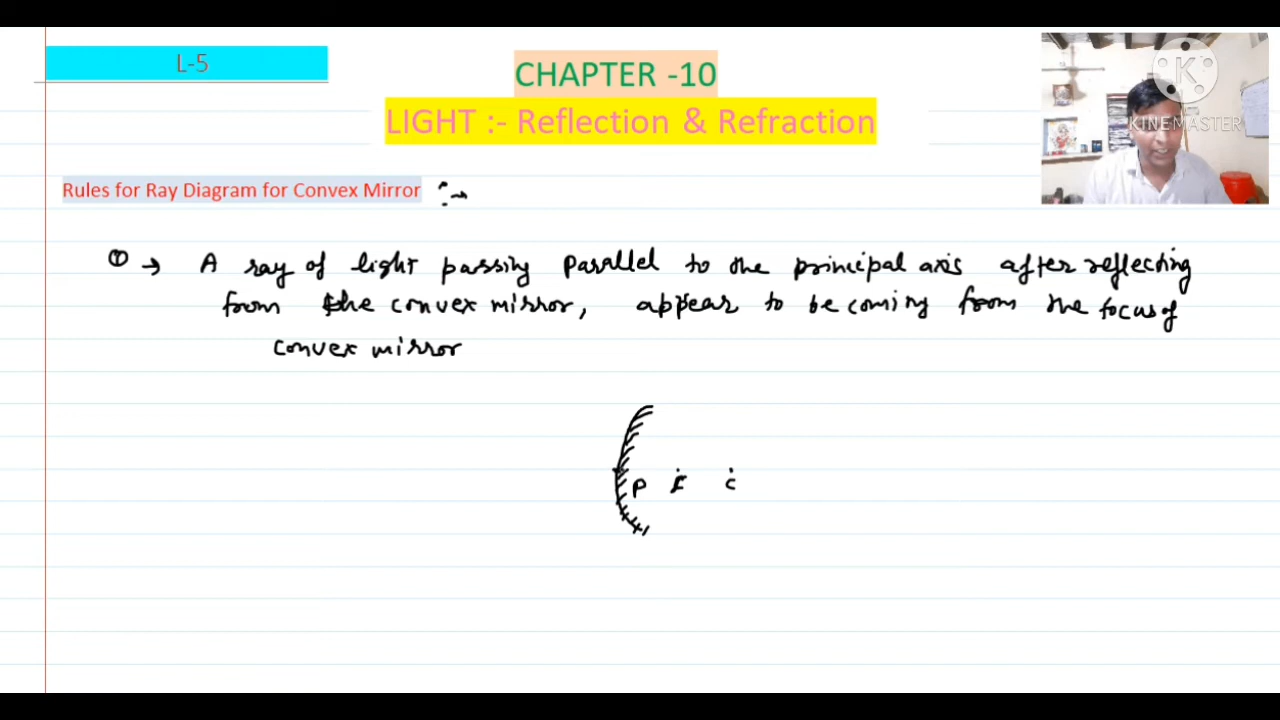 L-5
CHAPTER -10
LIGHT :- Reflection & Refraction
KINEMASTER
Rules for Ray Diagram for Convex Mirror :→
① → A ray of light passing parallel to the principal axis after reflecting
from the convex mirror, appear to be coming from the focus of
convex mirror
P F C